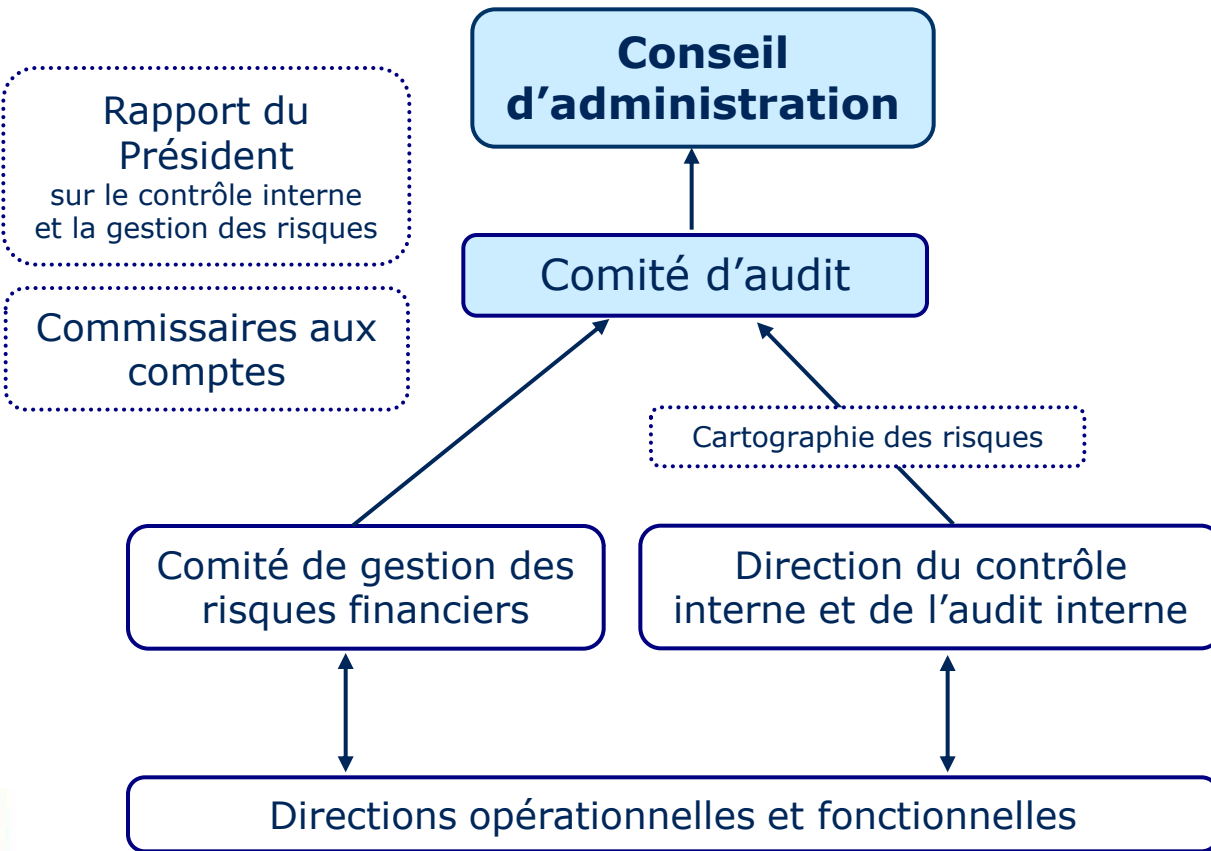 Conseil
d’administration
Rapport du
Président
sur le contrôle interne
et la gestion des risques
Comité d’audit
Commissaires aux
comptes
Cartographie des risques
Comité de gestion des
risques financiers
Direction du contrôle
interne et de l’audit interne
Directions opérationnelles et fonctionnelles